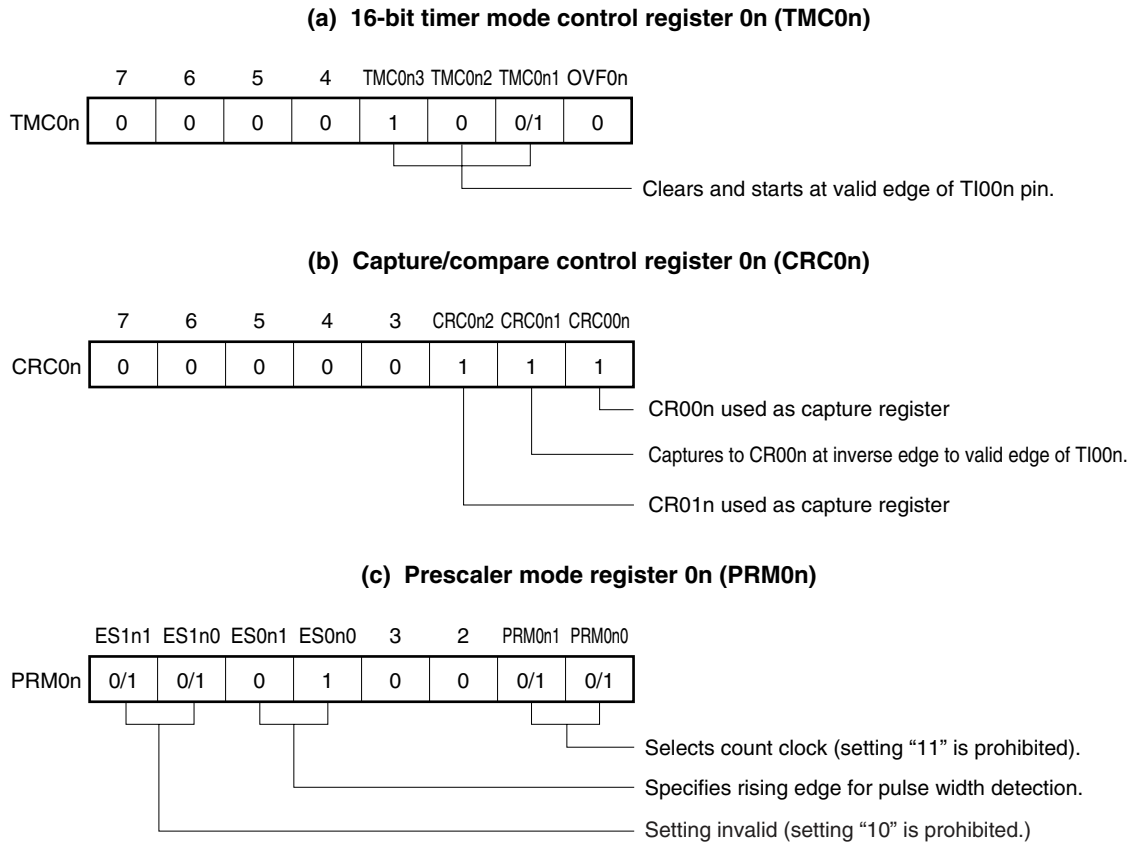 (a) 16-bit timer mode control register 0n (TMC0n)
7 6 5 4 TMC0n3 TMC0n2 TMC0n1 OVF0n
TMC0n 0 0 0 0 1 0 0/1 0
Clears and starts at valid edge of TI00n pin.
(b) Capture/compare control register 0n (CRC0n)
7 6 5 4 3 CRC0n2 CRC0n1 CRC00n
CRC0n 0 0 0 0 0 1 1 1
CR00n used as capture register
Captures to CR00n at inverse edge to valid edge of TI00n.
CR01n used as capture register
(c) Prescaler mode register 0n (PRM0n)
ES1n1 ES1n0 ES0n1 ES0n0 3 2 PRM0n1 PRM0n0
PRM0n 0/1 0/1 0 1 0 0 0/1 0/1
Selects count clock (setting “11” is prohibited).
Specifies rising edge for pulse width detection.
Setting invalid (setting “10” is prohibited.)